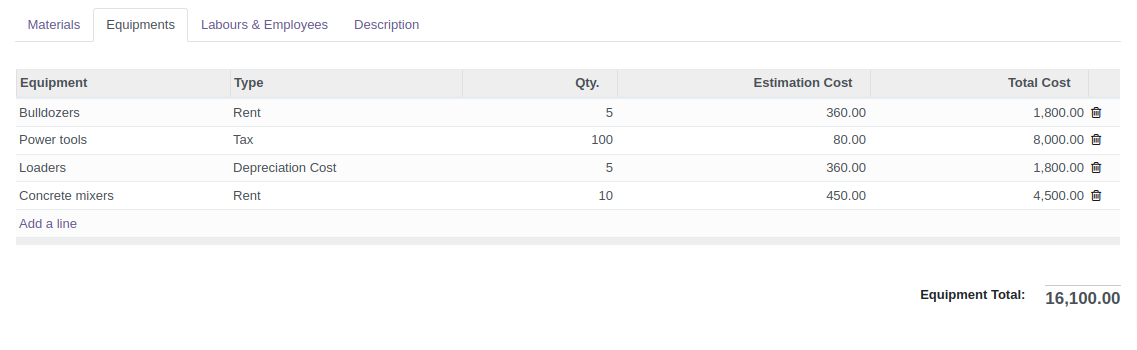 Materials Equipments Labours & Employees Description
Equipment Type Qty. Estimation Cost Total Cost
Bulldozers Rent 5 360.00 1,800.00
Power tools Tax 100 80.00 8,000.00
Loaders Depreciation Cost 5 360.00 1,800.00
Concrete mixers Rent 10 450.00 4,500.00
Add a line
Equipment Total: 16,100.00